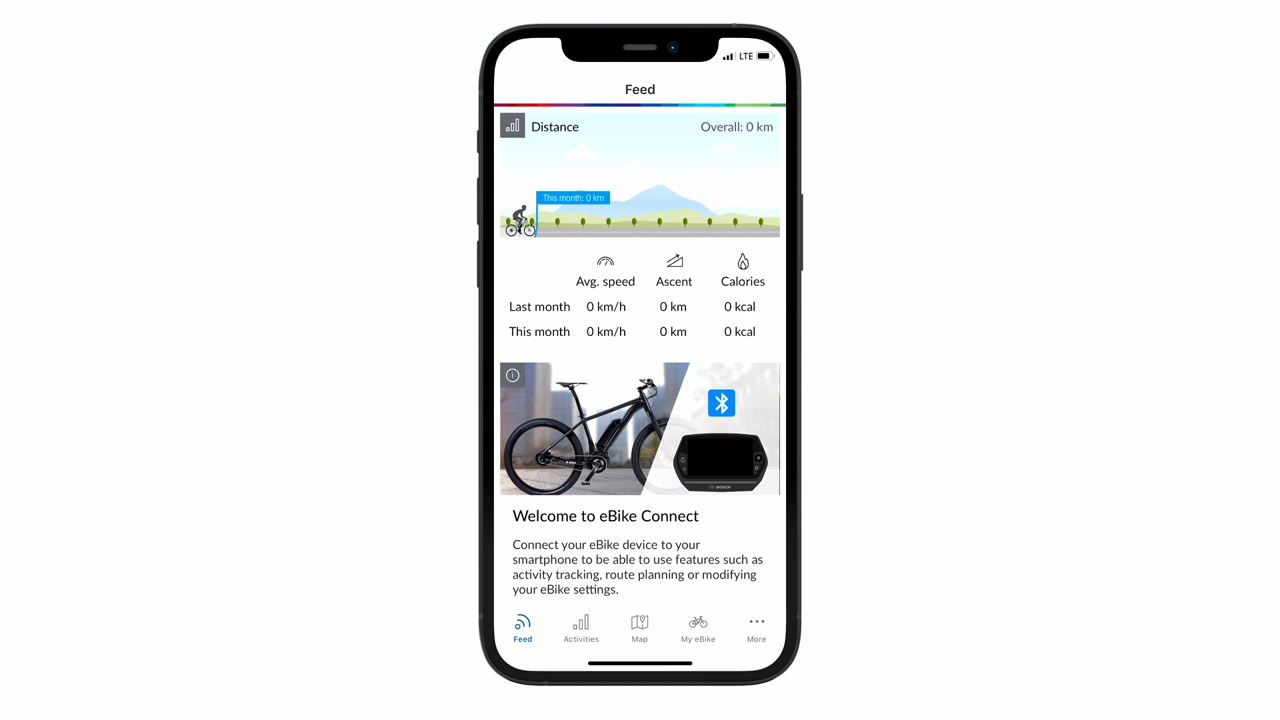 LTE
Feed
Distance
Overall: 0 km
This month: 0 km
Avg. speed Ascent Calories
Last month 0 km/h 0 km 0 kcal
This month 0 km/h 0 km 0 kcal
BOSCH
Welcome to eBike Connect
Connect your eBike device to your
smartphone to be able to use features such as
activity tracking, route planning or modifying
your eBike settings.
Feed Activities Map My eBike More